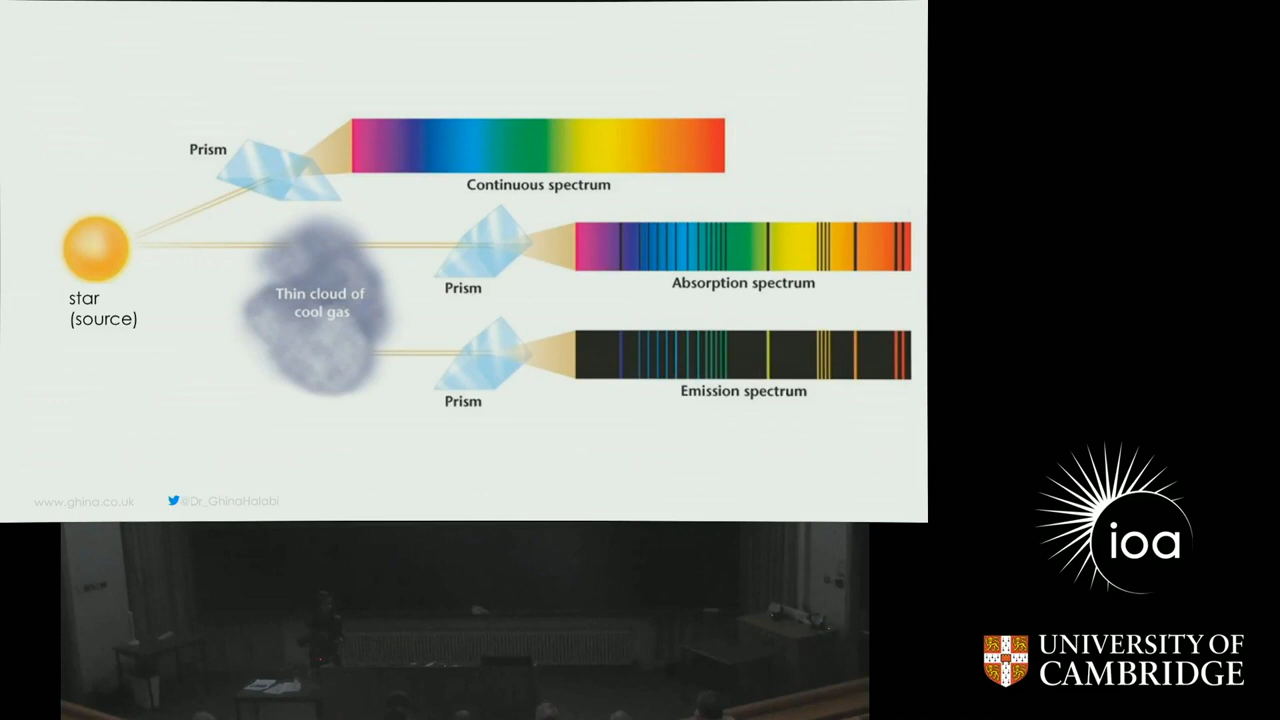 Prism
Continuous spectrum
Prism
Absorption spectrum
star
(source)
Thin cloud of
cool gas
Prism
Emission spectrum
www.ghina.co.uk
@Dr_GhinaHalabi
ioa
UNIVERSITY OF
CAMBRIDGE